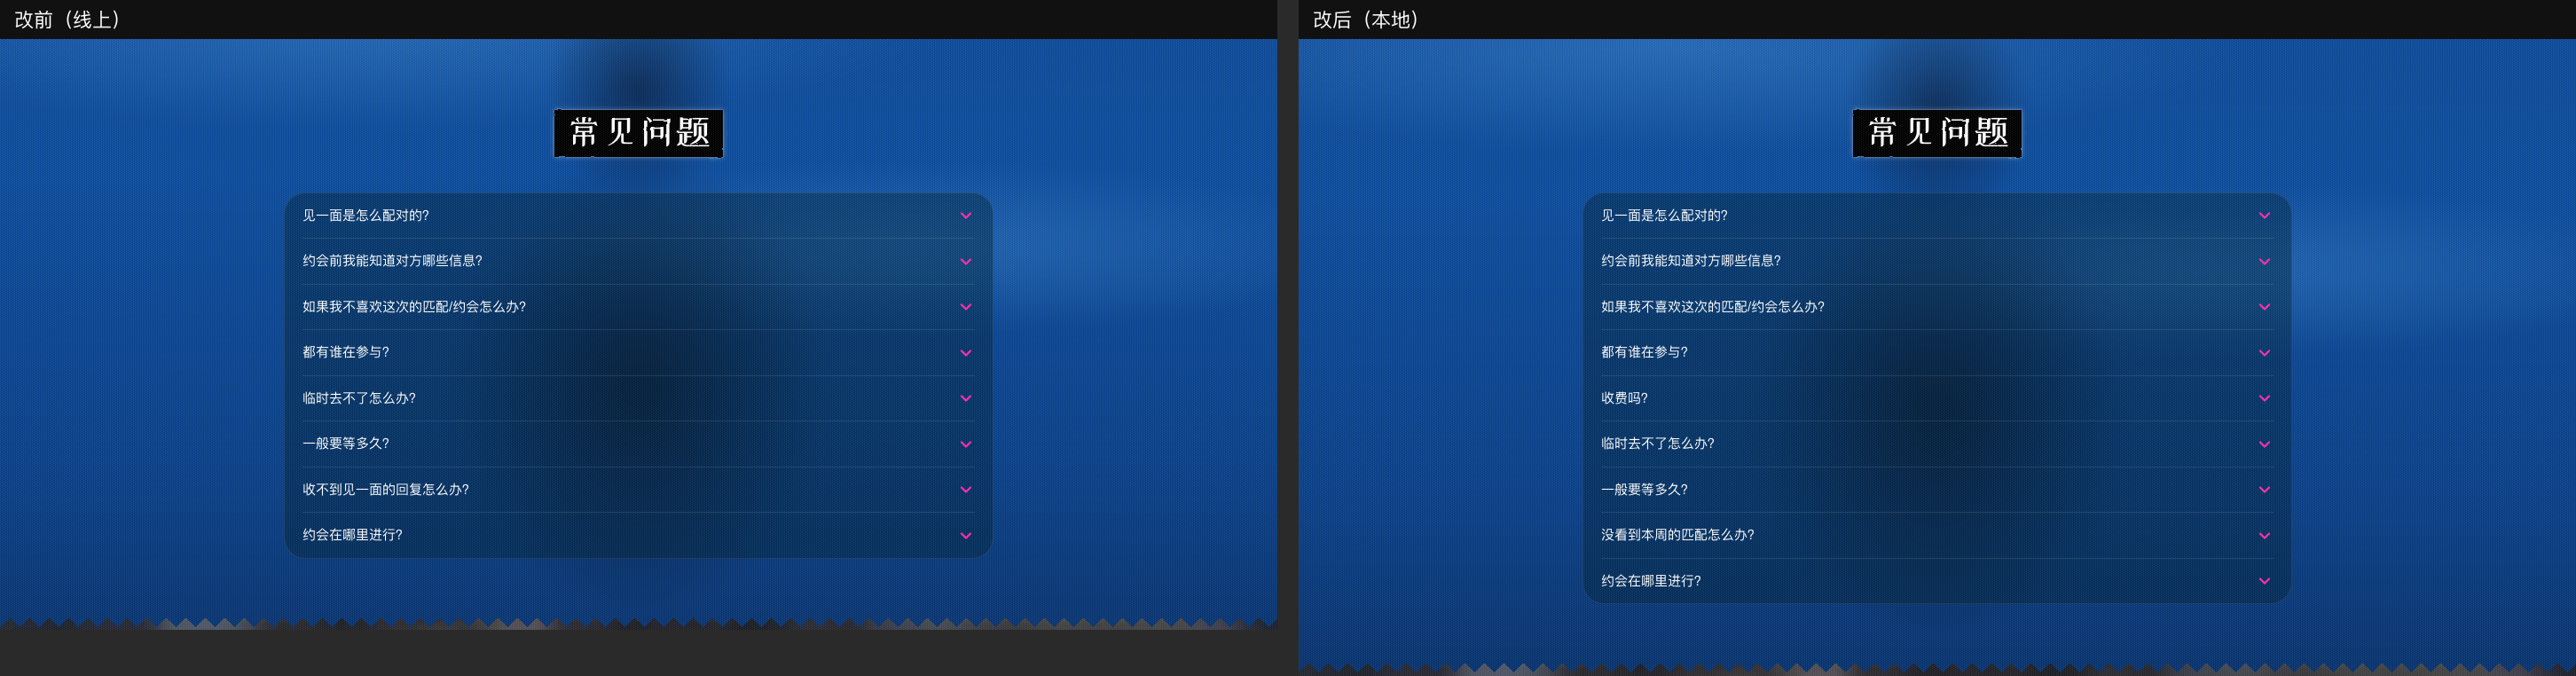 改前（线上）
常见问题
见一面是怎么配对的?
约会前我能知道对方哪些信息?
如果我不喜欢这次的匹配/约会怎么办?
都有谁在参与?
临时去不了怎么办?
一般要等多久?
收不到见一面的回复怎么办?
约会在哪里进行?
改后（本地）
常见问题
见一面是怎么配对的?
约会前我能知道对方哪些信息?
如果我不喜欢这次的匹配/约会怎么办?
都有谁在参与?
收费吗?
临时去不了怎么办?
一般要等多久?
没看到本周的匹配怎么办?
约会在哪里进行?